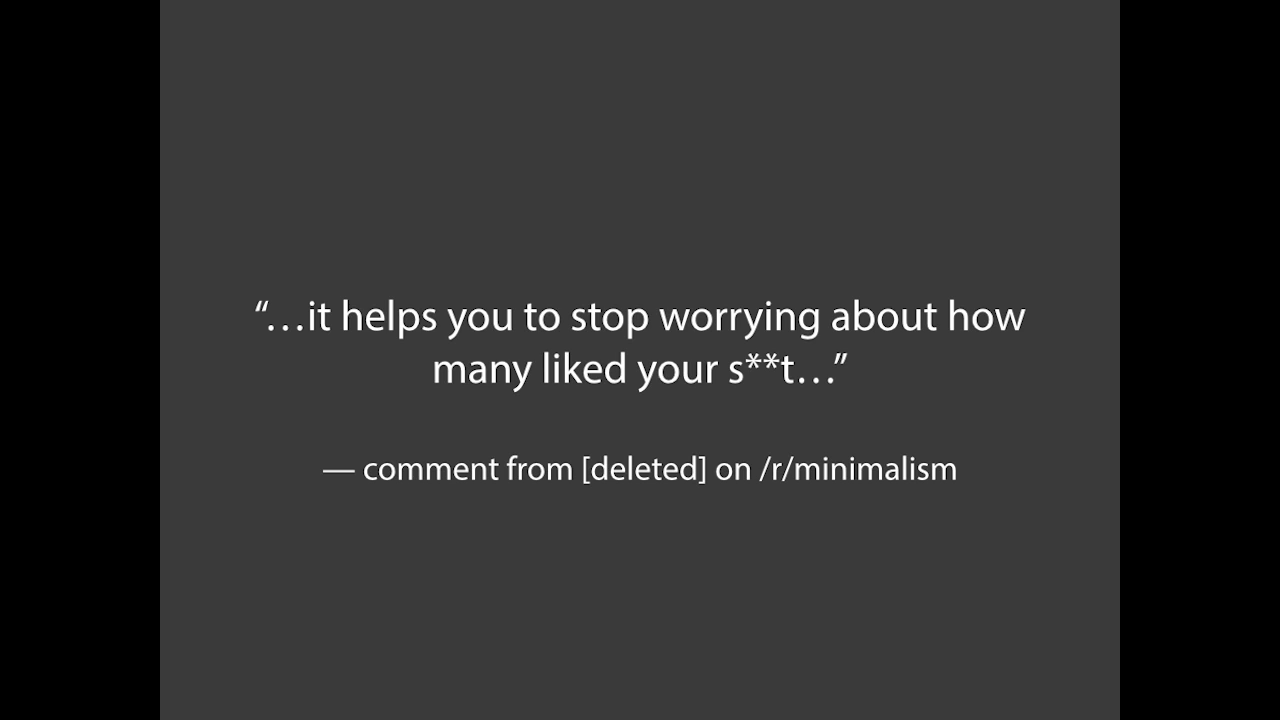 “…it helps you to stop worrying about how
many liked your s**t…”
— comment from [deleted] on /r/minimalism